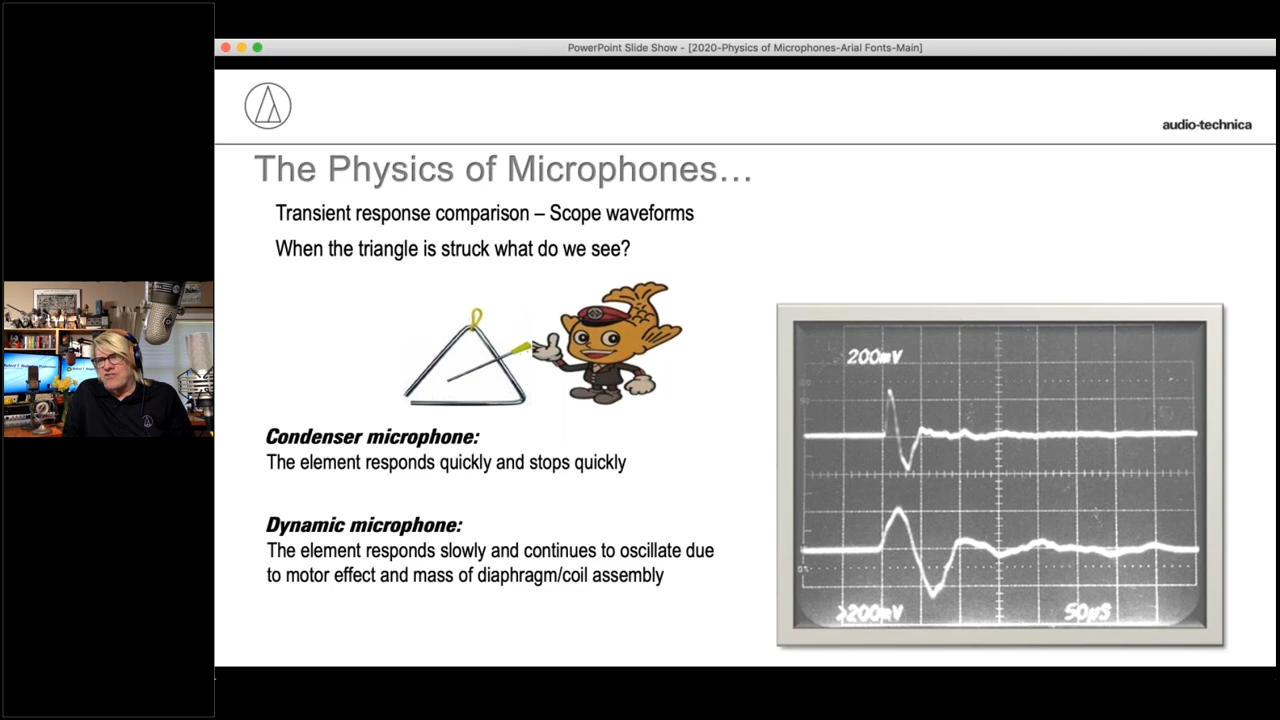 PowerPoint Slide Show - [2020-Physics of Microphones-Arial Fonts-Main]
audio-technica
The Physics of Microphones…
Transient response comparison – Scope waveforms
When the triangle is struck what do we see?
Condenser microphone:
The element responds quickly and stops quickly
Dynamic microphone:
The element responds slowly and continues to oscillate due
to motor effect and mass of diaphragm/coil assembly
200mV
>200mV
50µS